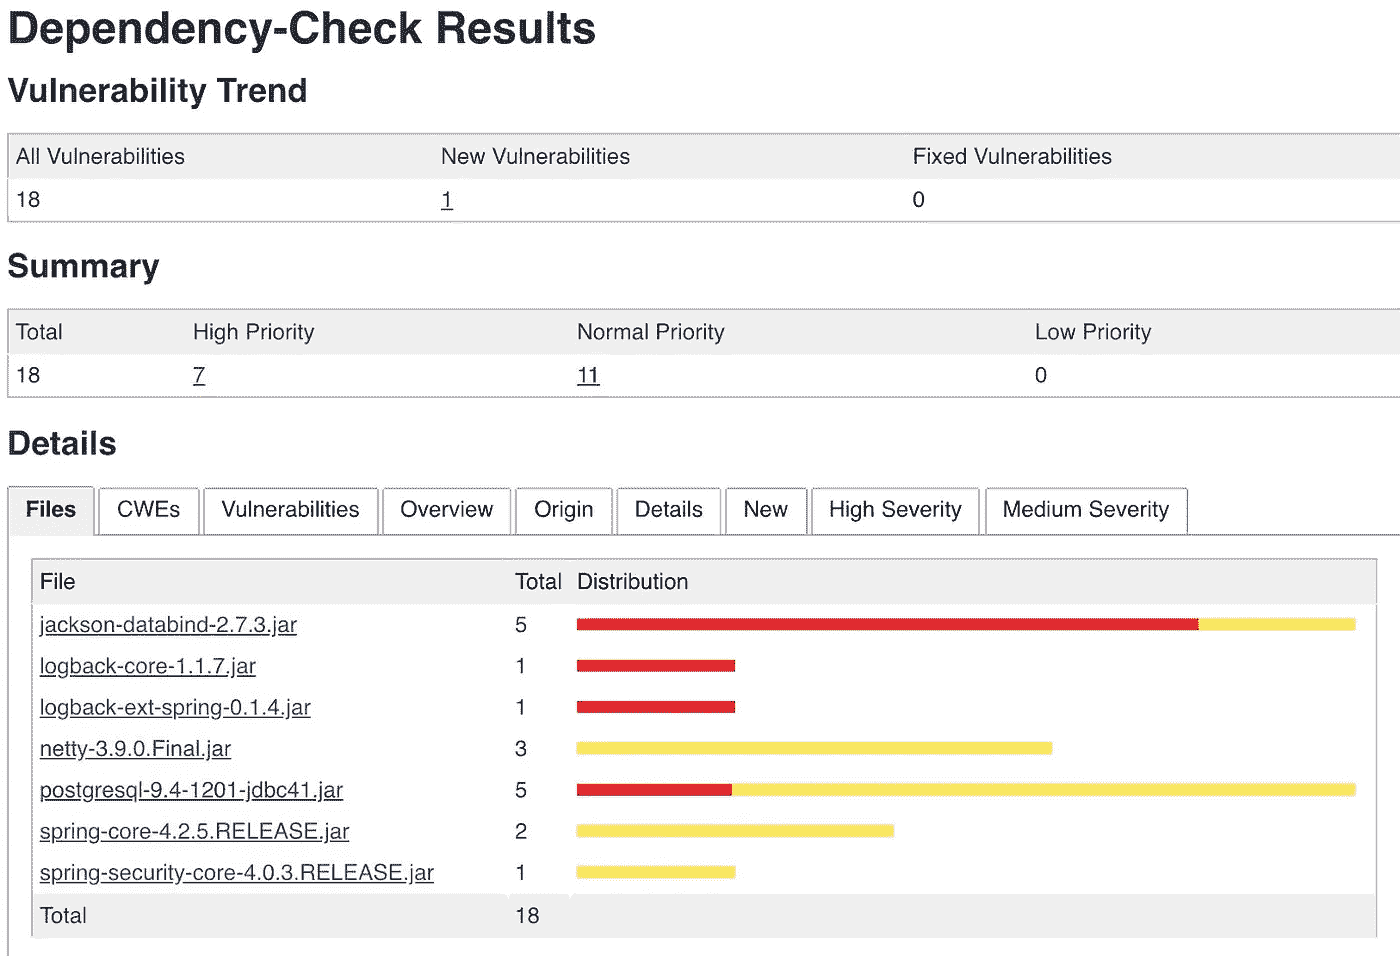 Dependency-Check Results
Vulnerability Trend
All Vulnerabilities New Vulnerabilities Fixed Vulnerabilities
18 1 0
Summary
Total High Priority Normal Priority Low Priority
18 7 11 0
Details
Files CWEs Vulnerabilities Overview Origin Details New High Severity Medium Severity
File Total Distribution
jackson-databind-2.7.3.jar 5
logback-core-1.1.7.jar 1
logback-ext-spring-0.1.4.jar 1
netty-3.9.0.Final.jar 3
postgresql-9.4-1201-jdbc41.jar 5
spring-core-4.2.5.RELEASE.jar 2
spring-security-core-4.0.3.RELEASE.jar 1
Total 18